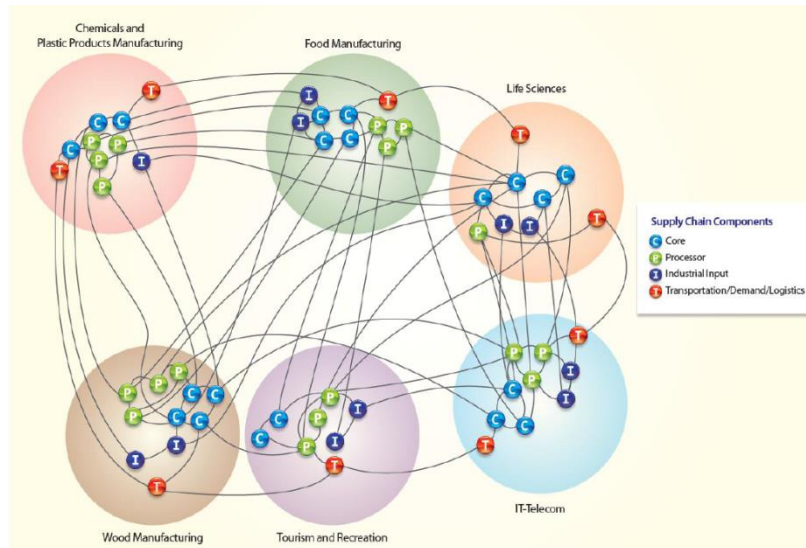 Chemicals and
Plastic Products Manufacturing
T
C C
C P P
P I
T
P
Food Manufacturing
I T
I C C P P
C C P
Life Sciences
T
C C
C C
T
P I I
Supply Chain Components
C Core
P Processor
I Industrial Input
T Transportation/Demand/Logistics
P P P
C C
P C C
I I
T
Wood Manufacturing
P I
C P
C P I
T
Tourism and Recreation
T
P P
P I
C I
C C
T
IT-Telecom